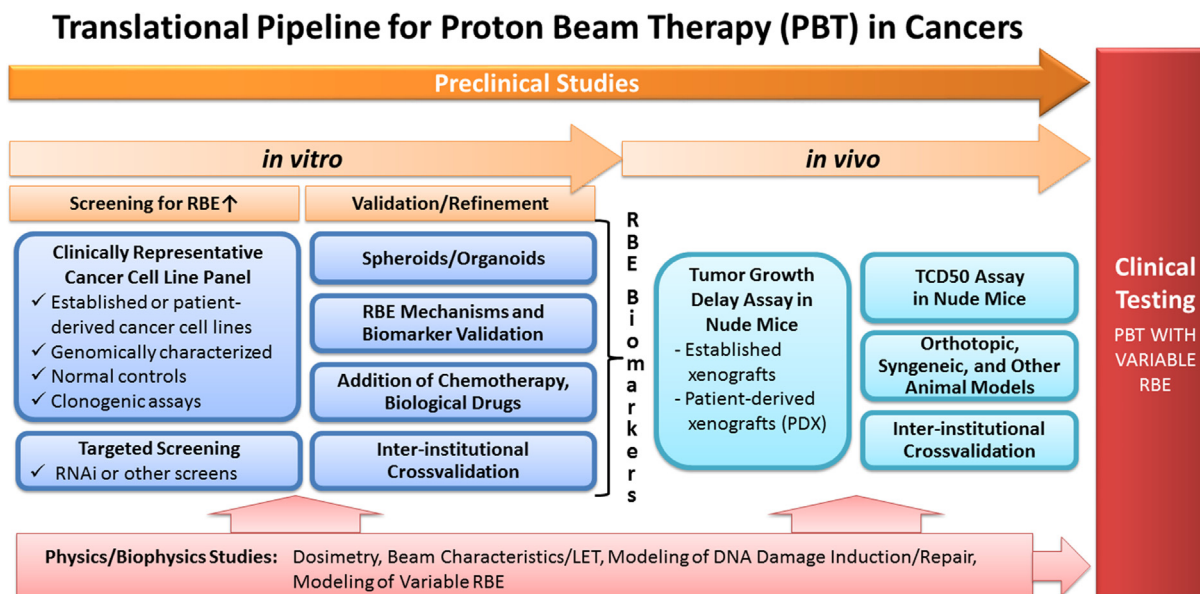 Translational Pipeline for Proton Beam Therapy (PBT) in Cancers
Preclinical Studies
in vitro
in vivo
Screening for RBE↑
Validation/Refinement
Clinically Representative
Cancer Cell Line Panel
✓ Established or patient-
derived cancer cell lines
✓ Genomically characterized
✓ Normal controls
✓ Clonogenic assays
Targeted Screening
✓ RNAi or other screens
Spheroids/Organoids
RBE Mechanisms and
Biomarker Validation
Addition of Chemotherapy,
Biological Drugs
Inter-institutional
Crossvalidation
RBE Biomarkers
Tumor Growth
Delay Assay in
Nude Mice
- Established
xenografts
- Patient-derived
xenografts (PDX)
TCD50 Assay
in Nude Mice
Orthotopic,
Syngeneic, and Other
Animal Models
Inter-institutional
Crossvalidation
Clinical
Testing
PBT WITH
VARIABLE
RBE
Physics/Biophysics Studies: Dosimetry, Beam Characteristics/LET, Modeling of DNA Damage Induction/Repair,
Modeling of Variable RBE